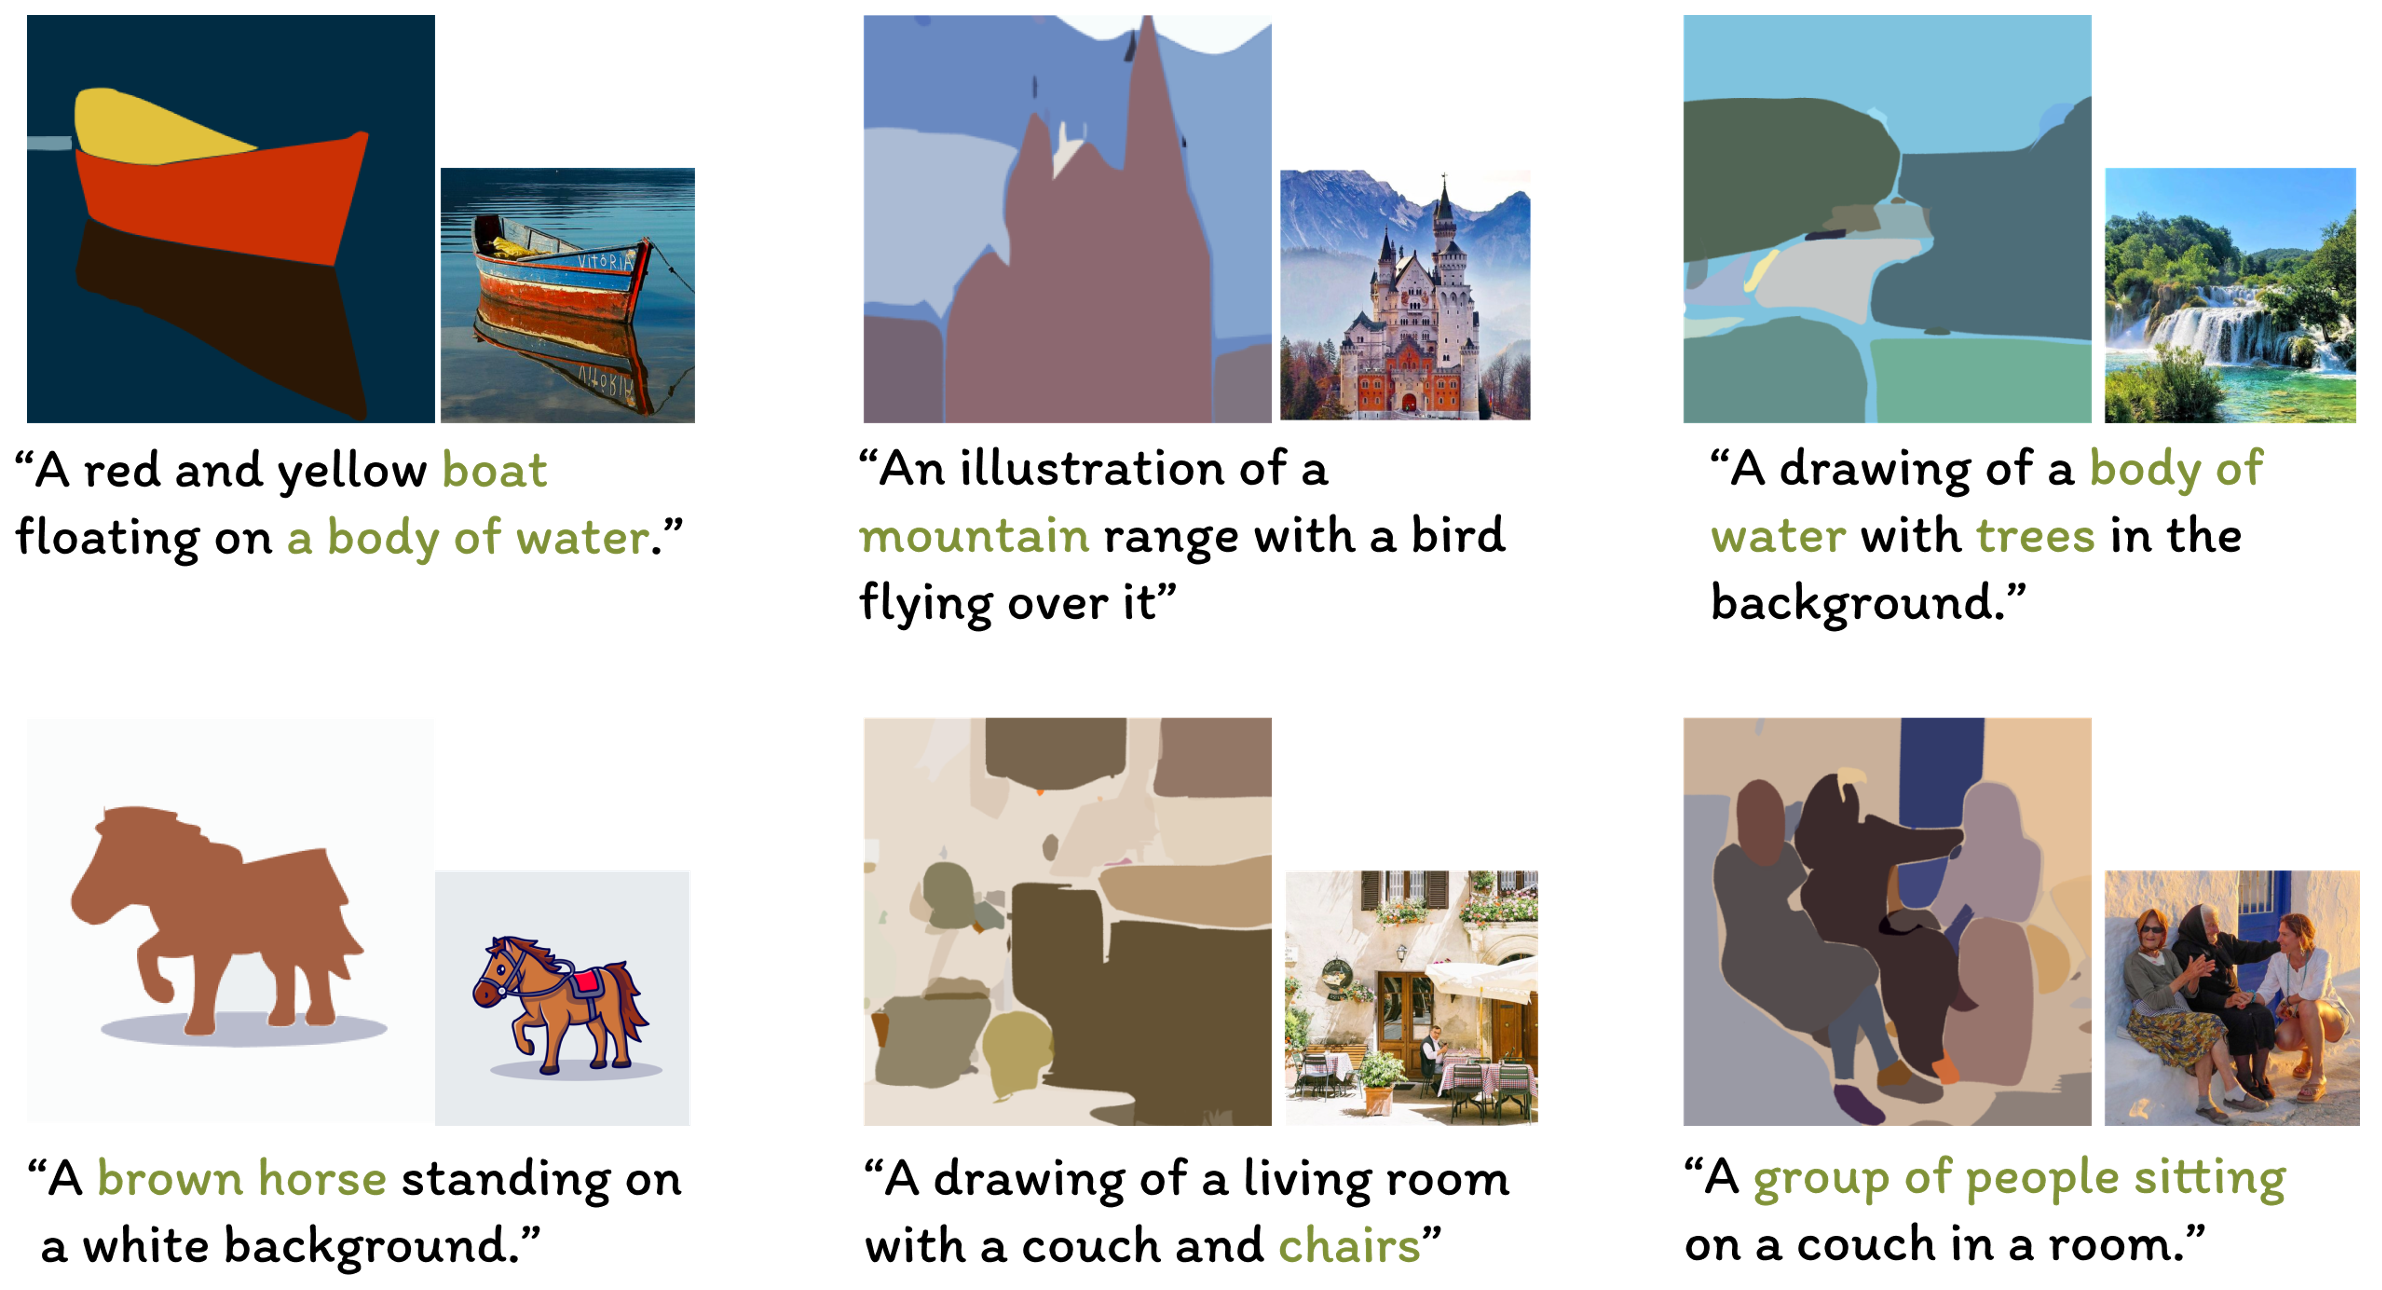 VITÓRIA
VITÓRIA
“A red and yellow boat
floating on a body of water.”
“An illustration of a
mountain range with a bird
flying over it”
“A drawing of a body of
water with trees in the
background.”
“A brown horse standing on
a white background.”
“A drawing of a living room
with a couch and chairs”
“A group of people sitting
on a couch in a room.”